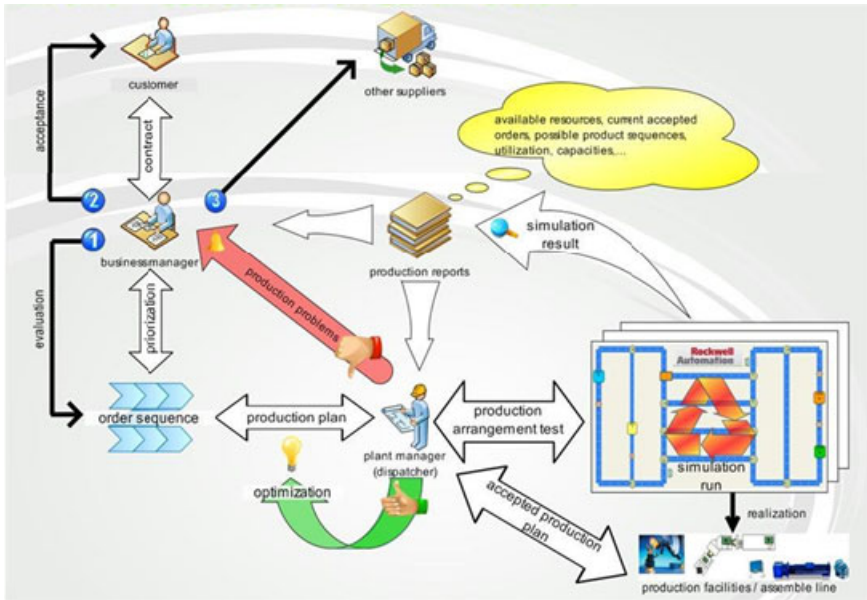 customer
other suppliers
acceptance
contract
available resources, current accepted
orders, possible product sequences,
utilization, capacities,...
2
3
1
businessmanager
production reports
simulation
result
production problems
evaluation
priorization
Rockwell
Automation
order sequence
production plan
plant manager
(dispatcher)
production
arrangement test
simulation
run
optimization
accepted production
plan
realization
production facilities / assemble line